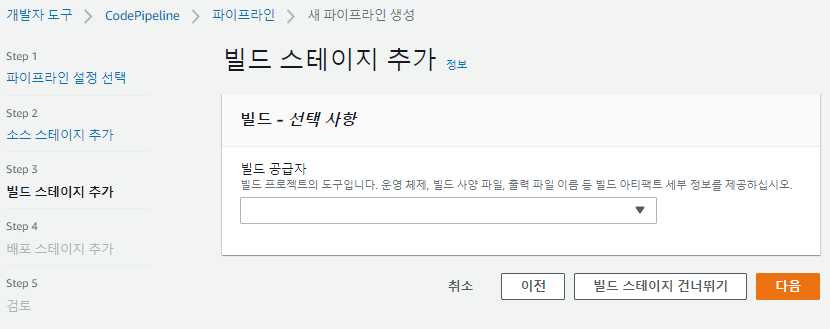 개발자 도구 > CodePipeline > 파이프라인 > 새 파이프라인 생성
Step 1
파이프라인 설정 선택
Step 2
소스 스테이지 추가
Step 3
빌드 스테이지 추가
Step 4
배포 스테이지 추가
Step 5
검토
빌드 스테이지 추가 정보
빌드 - 선택 사항
빌드 공급자
빌드 프로젝트의 도구입니다. 운영 체제, 빌드 사양 파일, 출력 파일 이름 등 빌드 아티팩트 세부 정보를 제공하십시오.
취소 이전 빌드 스테이지 건너뛰기 다음